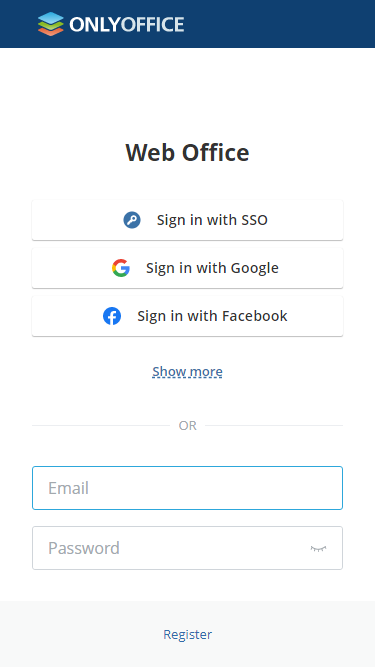 ONLYOFFICE
Web Office
Sign in with SSO
Sign in with Google
Sign in with Facebook
Show more
OR
Email
Password
Register